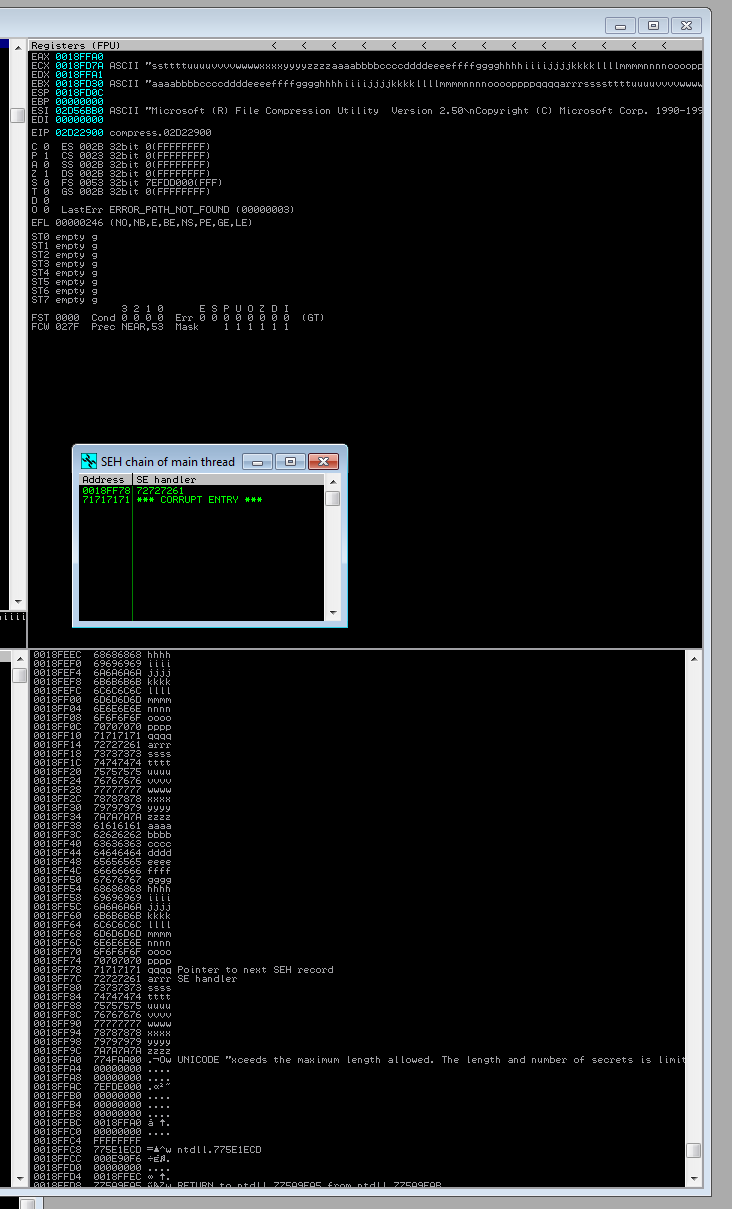 Registers (FPU) < < < < < < < < < < < < < <
EAX 0018FFA0
ECX 0018FD7A ASCII "ssttttuuuuvvvvwwwwxxxxyyyyzzzzaaaabbbbccccddddeeeeffffgggghhhhiiiijjjjkkkkllllmmmmnnnnoooopp
EDX 0018FFA1
EBX 0018FD30 ASCII "aaaabbbbccccddddeeeeffffgggghhhhiiiijjjjkkkkllllmmmmnnnnooooppppqqqqarrrssssttttuuuuvvvvwwww
ESP 0018FD0C
EBP 00000000
ESI 02D56BB0 ASCII "Microsoft (R) File Compression Utility  Version 2.50\nCopyright (C) Microsoft Corp. 1990-199
EDI 00000000
EIP 02D22900 compress.02D22900
C 0  ES 002B 32bit 0(FFFFFFFF)
P 1  CS 0023 32bit 0(FFFFFFFF)
A 0  SS 002B 32bit 0(FFFFFFFF)
Z 1  DS 002B 32bit 0(FFFFFFFF)
S 0  FS 0053 32bit 7EFDD000(FFF)
T 0  GS 002B 32bit 0(FFFFFFFF)
D 0
O 0  LastErr ERROR_PATH_NOT_FOUND (00000003)
EFL 00000246 (NO,NB,E,BE,NS,PE,GE,LE)
ST0 empty g
ST1 empty g
ST2 empty g
ST3 empty g
ST4 empty g
ST5 empty g
ST6 empty g
ST7 empty g
3 2 1 0      E S P U O Z D I
FST 0000  Cond 0 0 0 0  Err 0 0 0 0 0 0 0 0  (GT)
FCW 027F  Prec NEAR,53  Mask    1 1 1 1 1 1
SEH chain of main thread
Address SE handler
0018FF78 72727261
71717171 *** CORRUPT ENTRY ***
iiii
0018FEEC 68686868 hhhh
0018FEF0 69696969 iiii
0018FEF4 6A6A6A6A jjjj
0018FEF8 6B6B6B6B kkkk
0018FEFC 6C6C6C6C llll
0018FF00 6D6D6D6D mmmm
0018FF04 6E6E6E6E nnnn
0018FF08 6F6F6F6F oooo
0018FF0C 70707070 pppp
0018FF10 71717171 qqqq
0018FF14 72727261 arrr
0018FF18 73737373 ssss
0018FF1C 74747474 tttt
0018FF20 75757575 uuuu
0018FF24 76767676 vvvv
0018FF28 77777777 wwww
0018FF2C 78787878 xxxx
0018FF30 79797979 yyyy
0018FF34 7A7A7A7A zzzz
0018FF38 61616161 aaaa
0018FF3C 62626262 bbbb
0018FF40 63636363 cccc
0018FF44 64646464 dddd
0018FF48 65656565 eeee
0018FF4C 66666666 ffff
0018FF50 67676767 gggg
0018FF54 68686868 hhhh
0018FF58 69696969 iiii
0018FF5C 6A6A6A6A jjjj
0018FF60 6B6B6B6B kkkk
0018FF64 6C6C6C6C llll
0018FF68 6D6D6D6D mmmm
0018FF6C 6E6E6E6E nnnn
0018FF70 6F6F6F6F oooo
0018FF74 70707070 pppp
0018FF78 71717171 qqqq Pointer to next SEH record
0018FF7C 72727261 arrr SE handler
0018FF80 73737373 ssss
0018FF84 74747474 tttt
0018FF88 75757575 uuuu
0018FF8C 76767676 vvvv
0018FF90 77777777 wwww
0018FF94 78787878 xxxx
0018FF98 79797979 yyyy
0018FF9C 7A7A7A7A zzzz
0018FFA0 774FAA00 .¬Ow UNICODE "xceeds the maximum length allowed. The length and number of secrets is limit
0018FFA4 00000000 ....
0018FFA8 00000000 ....
0018FFAC 7EFDE000 .α²~
0018FFB0 00000000 ....
0018FFB4 00000000 ....
0018FFB8 00000000 ....
0018FFBC 0018FFA0 á ↑.
0018FFC0 00000000 ....
0018FFC4 FFFFFFFF
0018FFC8 775E1ECD ═▲^w ntdll.775E1ECD
0018FFCC 000E90F6 ÷É♫.
0018FFD0 00000000 ....
0018FFD4 0018FFEC ∞ ↑.
0018FFD8 775A9EA5 RETURN to ntdll.775A9EA5 from ntdll.775A9EAB